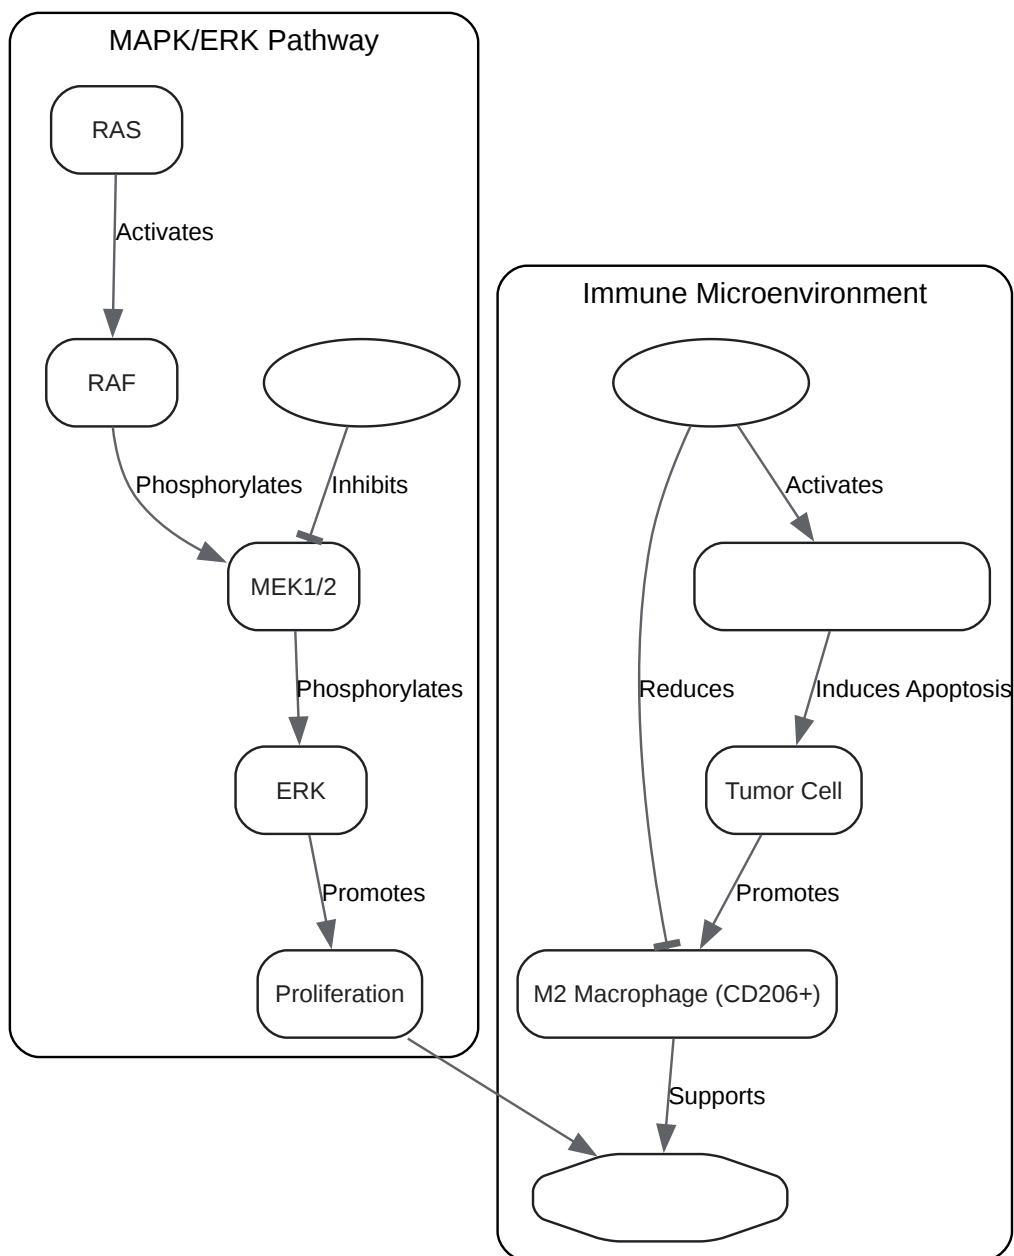 MAPK/ERK Pathway
RAS
Activates
RAF
Phosphorylates
Inhibits
MEK1/2
Phosphorylates
ERK
Promotes
Proliferation
Immune Microenvironment
Activates
Reduces
Induces Apoptosis
Tumor Cell
Promotes
M2 Macrophage (CD206+)
Supports